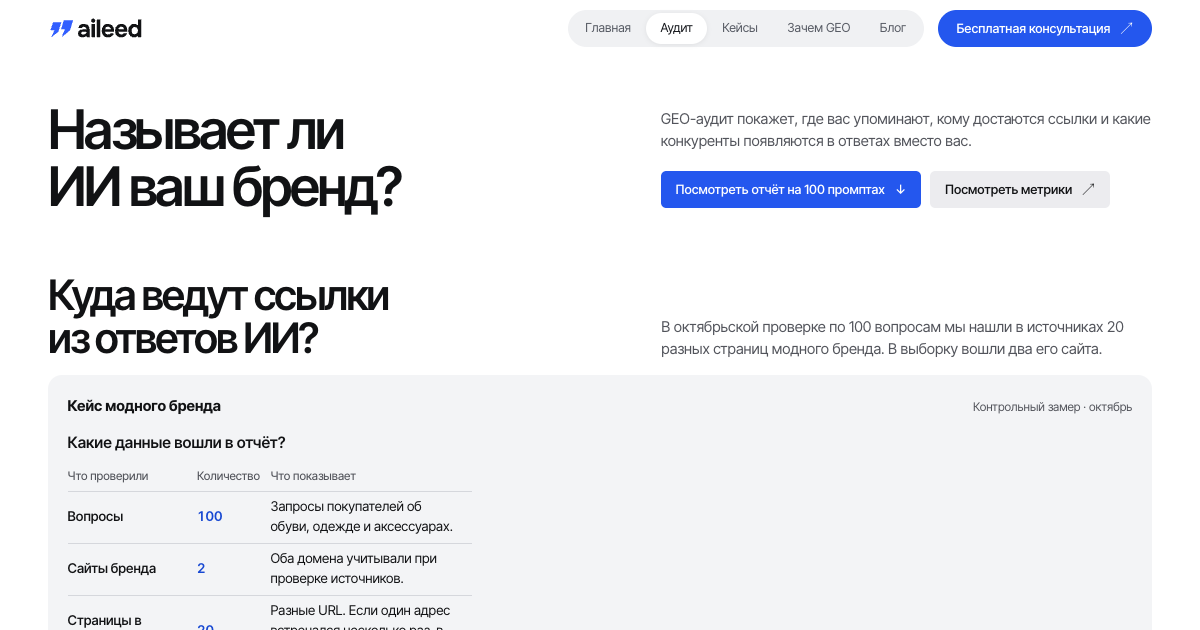 aileed
Главная Аудит Кейсы Зачем GEO Блог
Бесплатная консультация
Называет ли
ИИ ваш бренд?
GEO-аудит покажет, где вас упоминают, кому достаются ссылки и какие
конкуренты появляются в ответах вместо вас.
Посмотреть отчёт на 100 промптах ↓
Посмотреть метрики ↗
Куда ведут ссылки
из ответов ИИ?
В октябрьской проверке по 100 вопросам мы нашли в источниках 20
разных страниц модного бренда. В выборку вошли два его сайта.
Кейс модного бренда
Контрольный замер · октябрь
Какие данные вошли в отчёт?
Что проверили Количество Что показывает
Вопросы 100 Запросы покупателей об
обуви, одежде и аксессуарах.
Сайты бренда 2 Оба домена учитывали при
проверке источников.
Страницы в 20 Разные URL. Если один адрес
встречался несколько раз, в